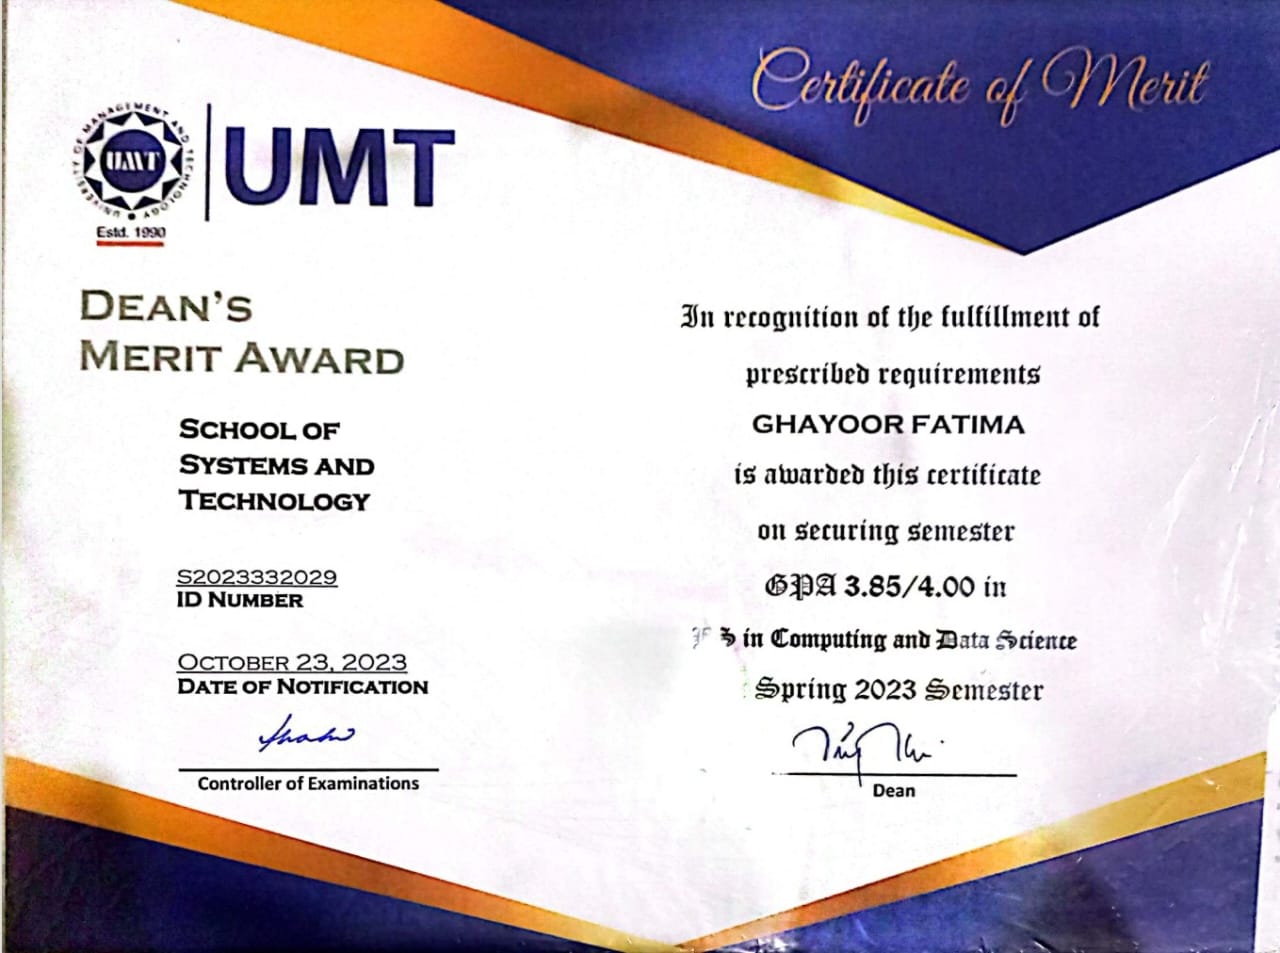 Certificate of Merit
UNIVERSITY OF MANAGEMENT AND TECHNOLOGY
UMT
Estd. 1990
UMT
DEAN'S
MERIT AWARD
SCHOOL OF
SYSTEMS AND
TECHNOLOGY
S2023332029
ID NUMBER
OCTOBER 23, 2023
DATE OF NOTIFICATION
Controller of Examinations
In recognition of the fulfillment of
prescribed requirements
GHAYOOR FATIMA
is awarded this certificate
on securing semester
GPA 3.85/4.00 in
in Computing and Data Science
Spring 2023 Semester
Dean